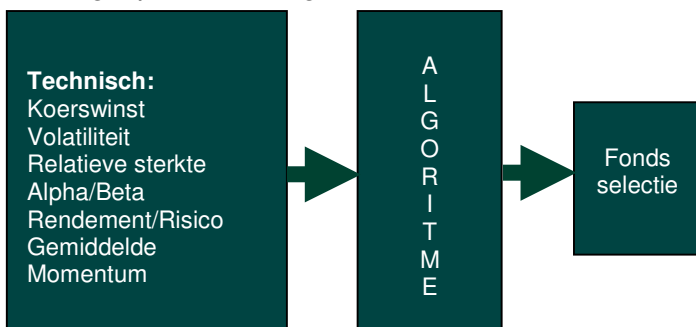 Technisch:
Koerswinst
Volatiliteit
Relatieve sterkte
Alpha/Beta
Rendement/Risico
Gemiddelde
Momentum
A
L
G
O
R
I
T
M
E
Fonds
selectie